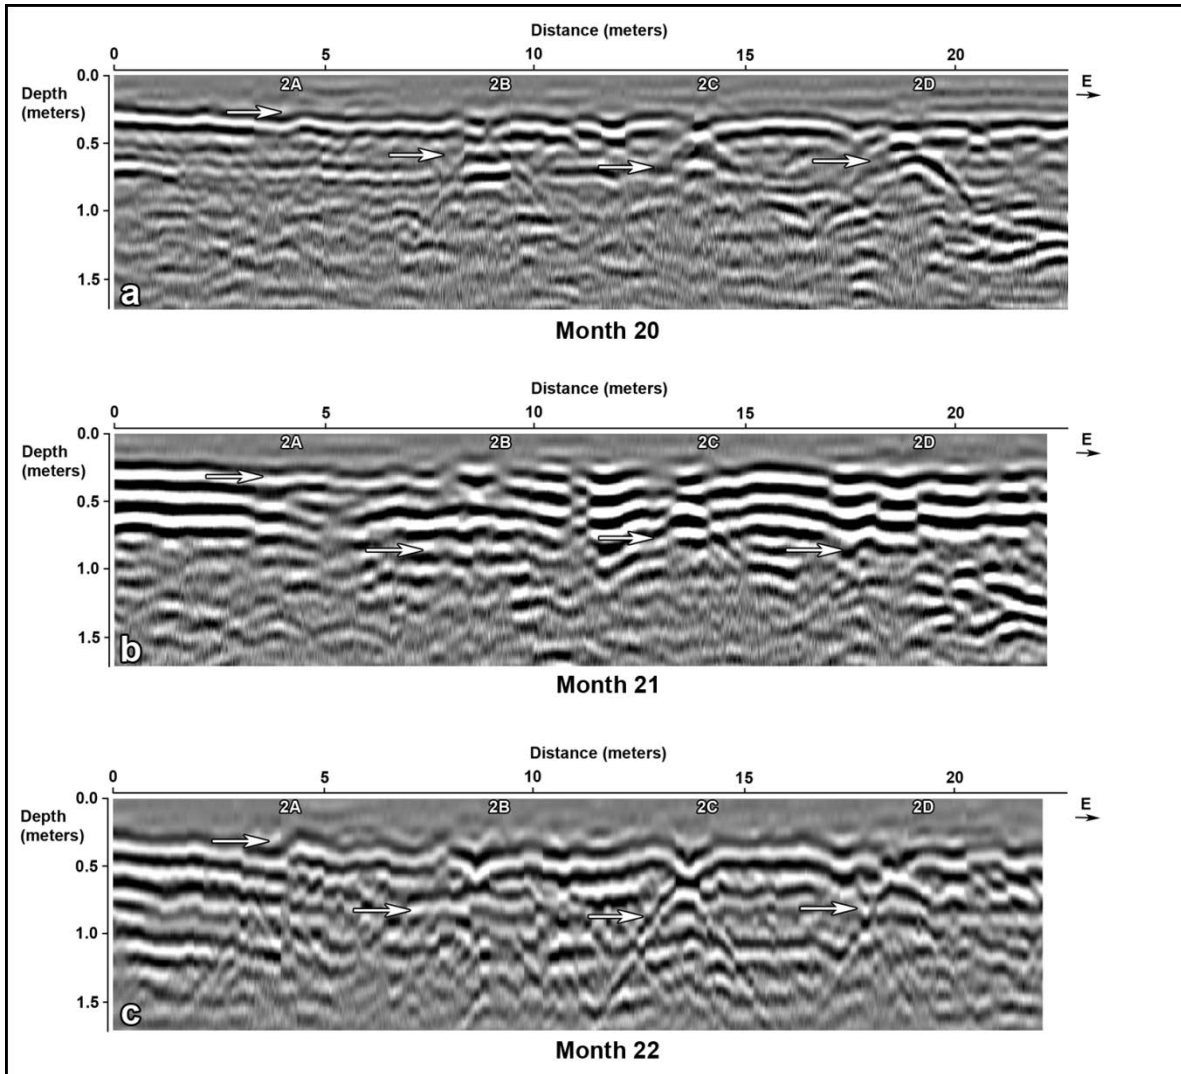 Distance (meters)
0 5 10 15 20
2A 2B 2C 2D
E
Depth
(meters)
0.0
0.5
1.0
1.5
a
Month 20
Distance (meters)
0 5 10 15 20
2A 2B 2C 2D
E
Depth
(meters)
0.0
0.5
1.0
1.5
b
Month 21
Distance (meters)
0 5 10 15 20
2A 2B 2C 2D
E
Depth
(meters)
0.0
0.5
1.0
1.5
c
Month 22